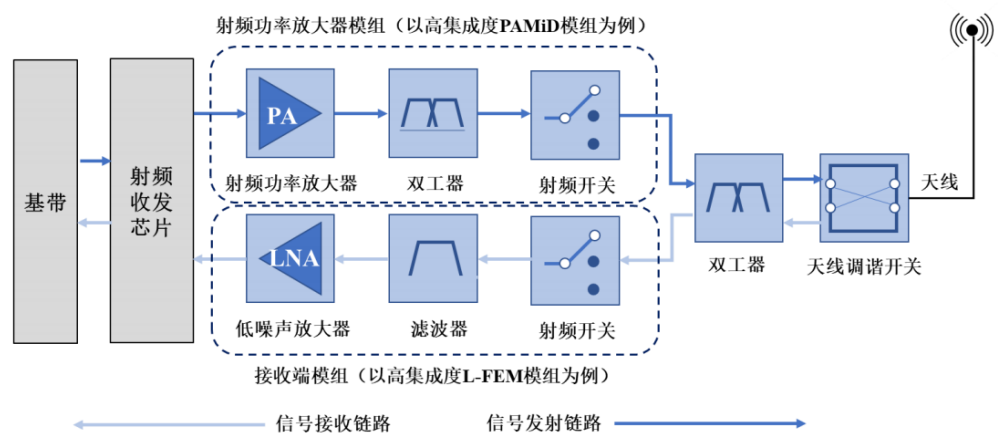 射频功率放大器模组（以高集成度PAMiD模组为例）
基带
射频
收发
芯片
PA
射频功率放大器
双工器
射频开关
双工器
天线调谐开关
天线
LNA
低噪声放大器
滤波器
射频开关
接收端模组（以高集成度L-FEM模组为例）
信号接收链路
信号发射链路